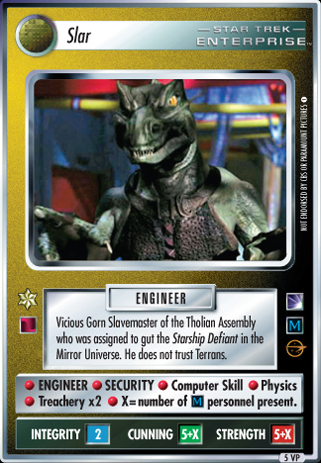 Slar
STAR TREK
ENTERPRISE™
NOT ENDORSED BY CBS OR PARAMOUNT PICTURES
ENGINEER
Vicious Gorn Slavemaster of the Tholian Assembly
who was assigned to gut the Starship Defiant in the
Mirror Universe. He does not trust Terrans.
M
ENGINEER SECURITY Computer Skill Physics
Treachery x2 X= number of M personnel present.
INTEGRITY 2 CUNNING 5+X STRENGTH 5+X
5 VP